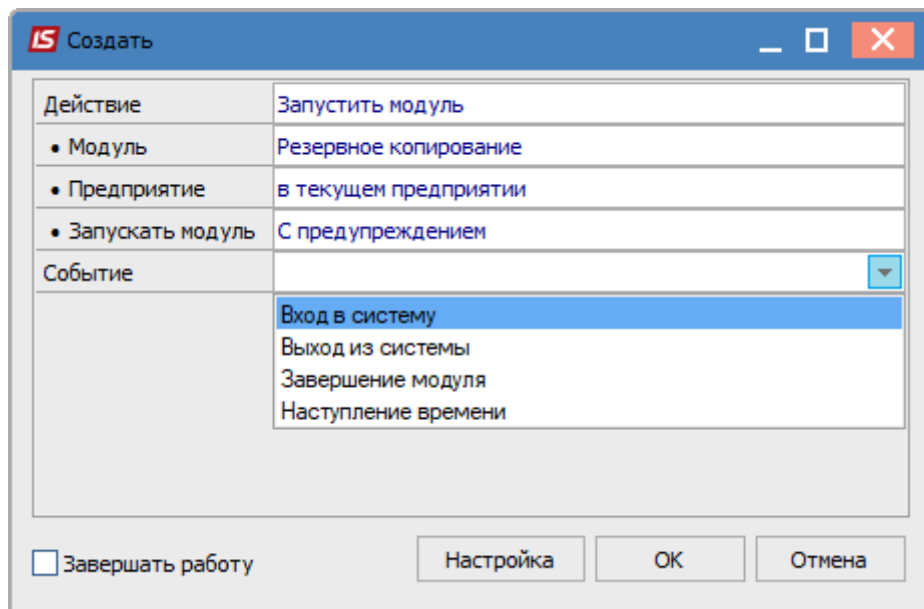 IS Создать
Действие Запустить модуль
• Модуль Резервное копирование
• Предприятие в текущем предприятии
• Запускать модуль С предупреждением
Событие
Вход в систему
Выход из системы
Завершение модуля
Наступление времени
Завершать работу Настройка OK Отмена